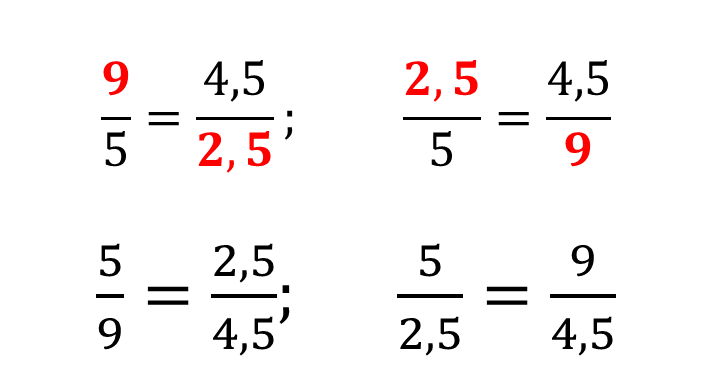 9/5 = 4,5/2,5; 2,5/5 = 4,5/9
5/9 = 2,5/4,5; 5/2,5 = 9/4,5